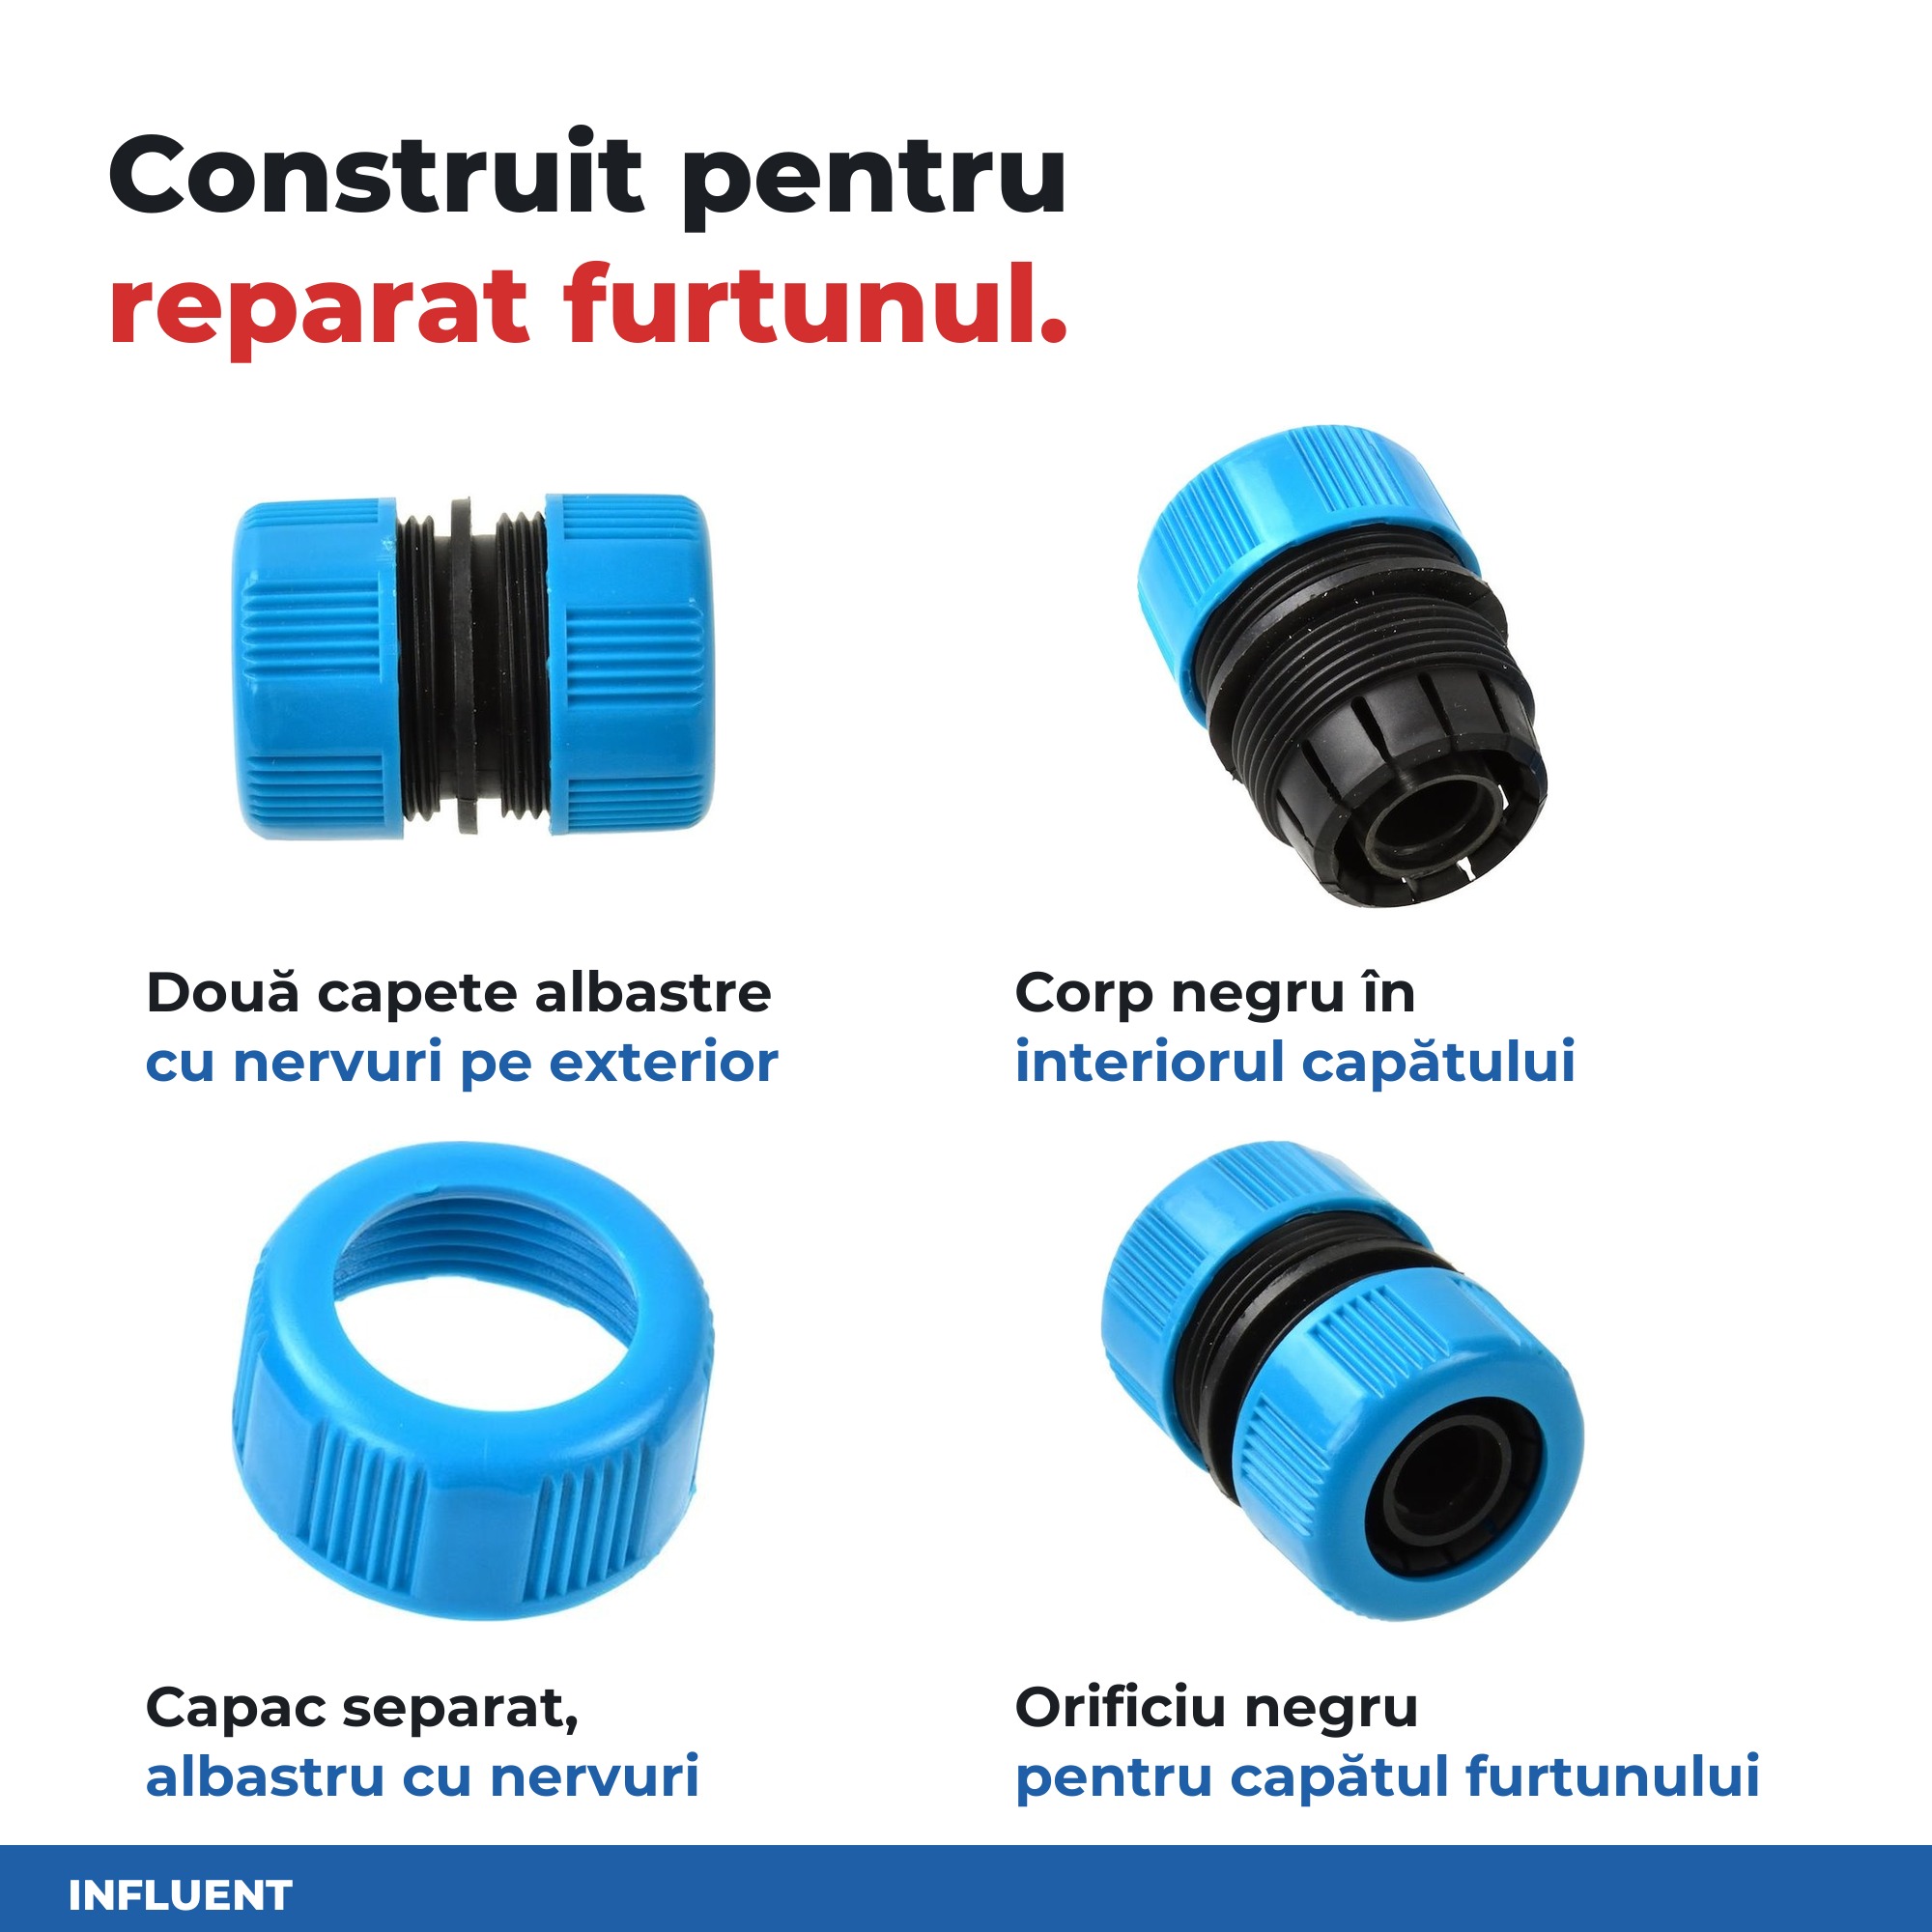 Construit pentru
reparat furtunul.
Două capete albastre
cu nervuri pe exterior
Corp negru în
interiorul capătului
Capac separat,
albastru cu nervuri
Orificiu negru
pentru capătul furtunului
INFLUENT